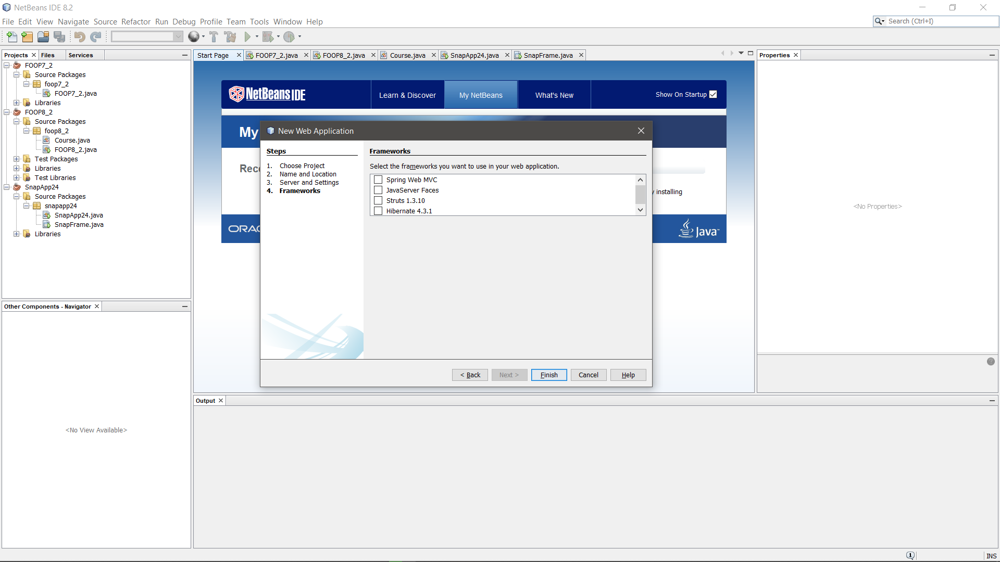 NetBeans IDE 8.2
File Edit View Navigate Source Refactor Run Debug Profile Team Tools Window Help
Search (Ctrl+I)
Projects Files Services
FOOP7_2
Source Packages
foop7_2
FOOP7_2.java
Libraries
FOOP8_2
Source Packages
foop8_2
Course.java
FOOP8_2.java
Test Packages
Libraries
Test Libraries
SnapApp24
Source Packages
snapapp24
SnapApp24.java
SnapFrame.java
Libraries
Other Components - Navigator
<No View Available>
Start Page FOOP7_2.java FOOP8_2.java Course.java SnapApp24.java SnapFrame.java
NetBeans IDE Learn & Discover My NetBeans What's New Show On Startup
My
Rec
installing
ORAC
Java
New Web Application
Steps
1. Choose Project
2. Name and Location
3. Server and Settings
4. Frameworks
Frameworks
Select the frameworks you want to use in your web application.
Spring Web MVC
JavaServer Faces
Struts 1.3.10
Hibernate 4.3.1
< Back Next > Finish Cancel Help
Properties
<No Properties>
?
Output
1 INS